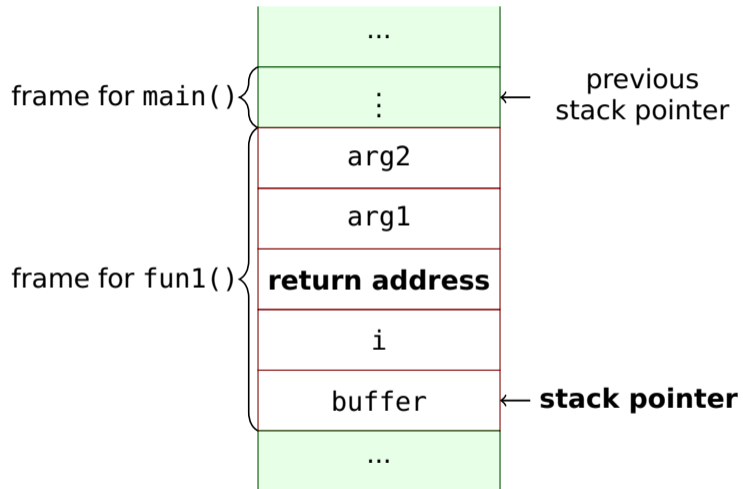 ...
frame for main()
⋮
previous
stack pointer
arg2
arg1
frame for fun1()
return address
i
buffer
stack pointer
...